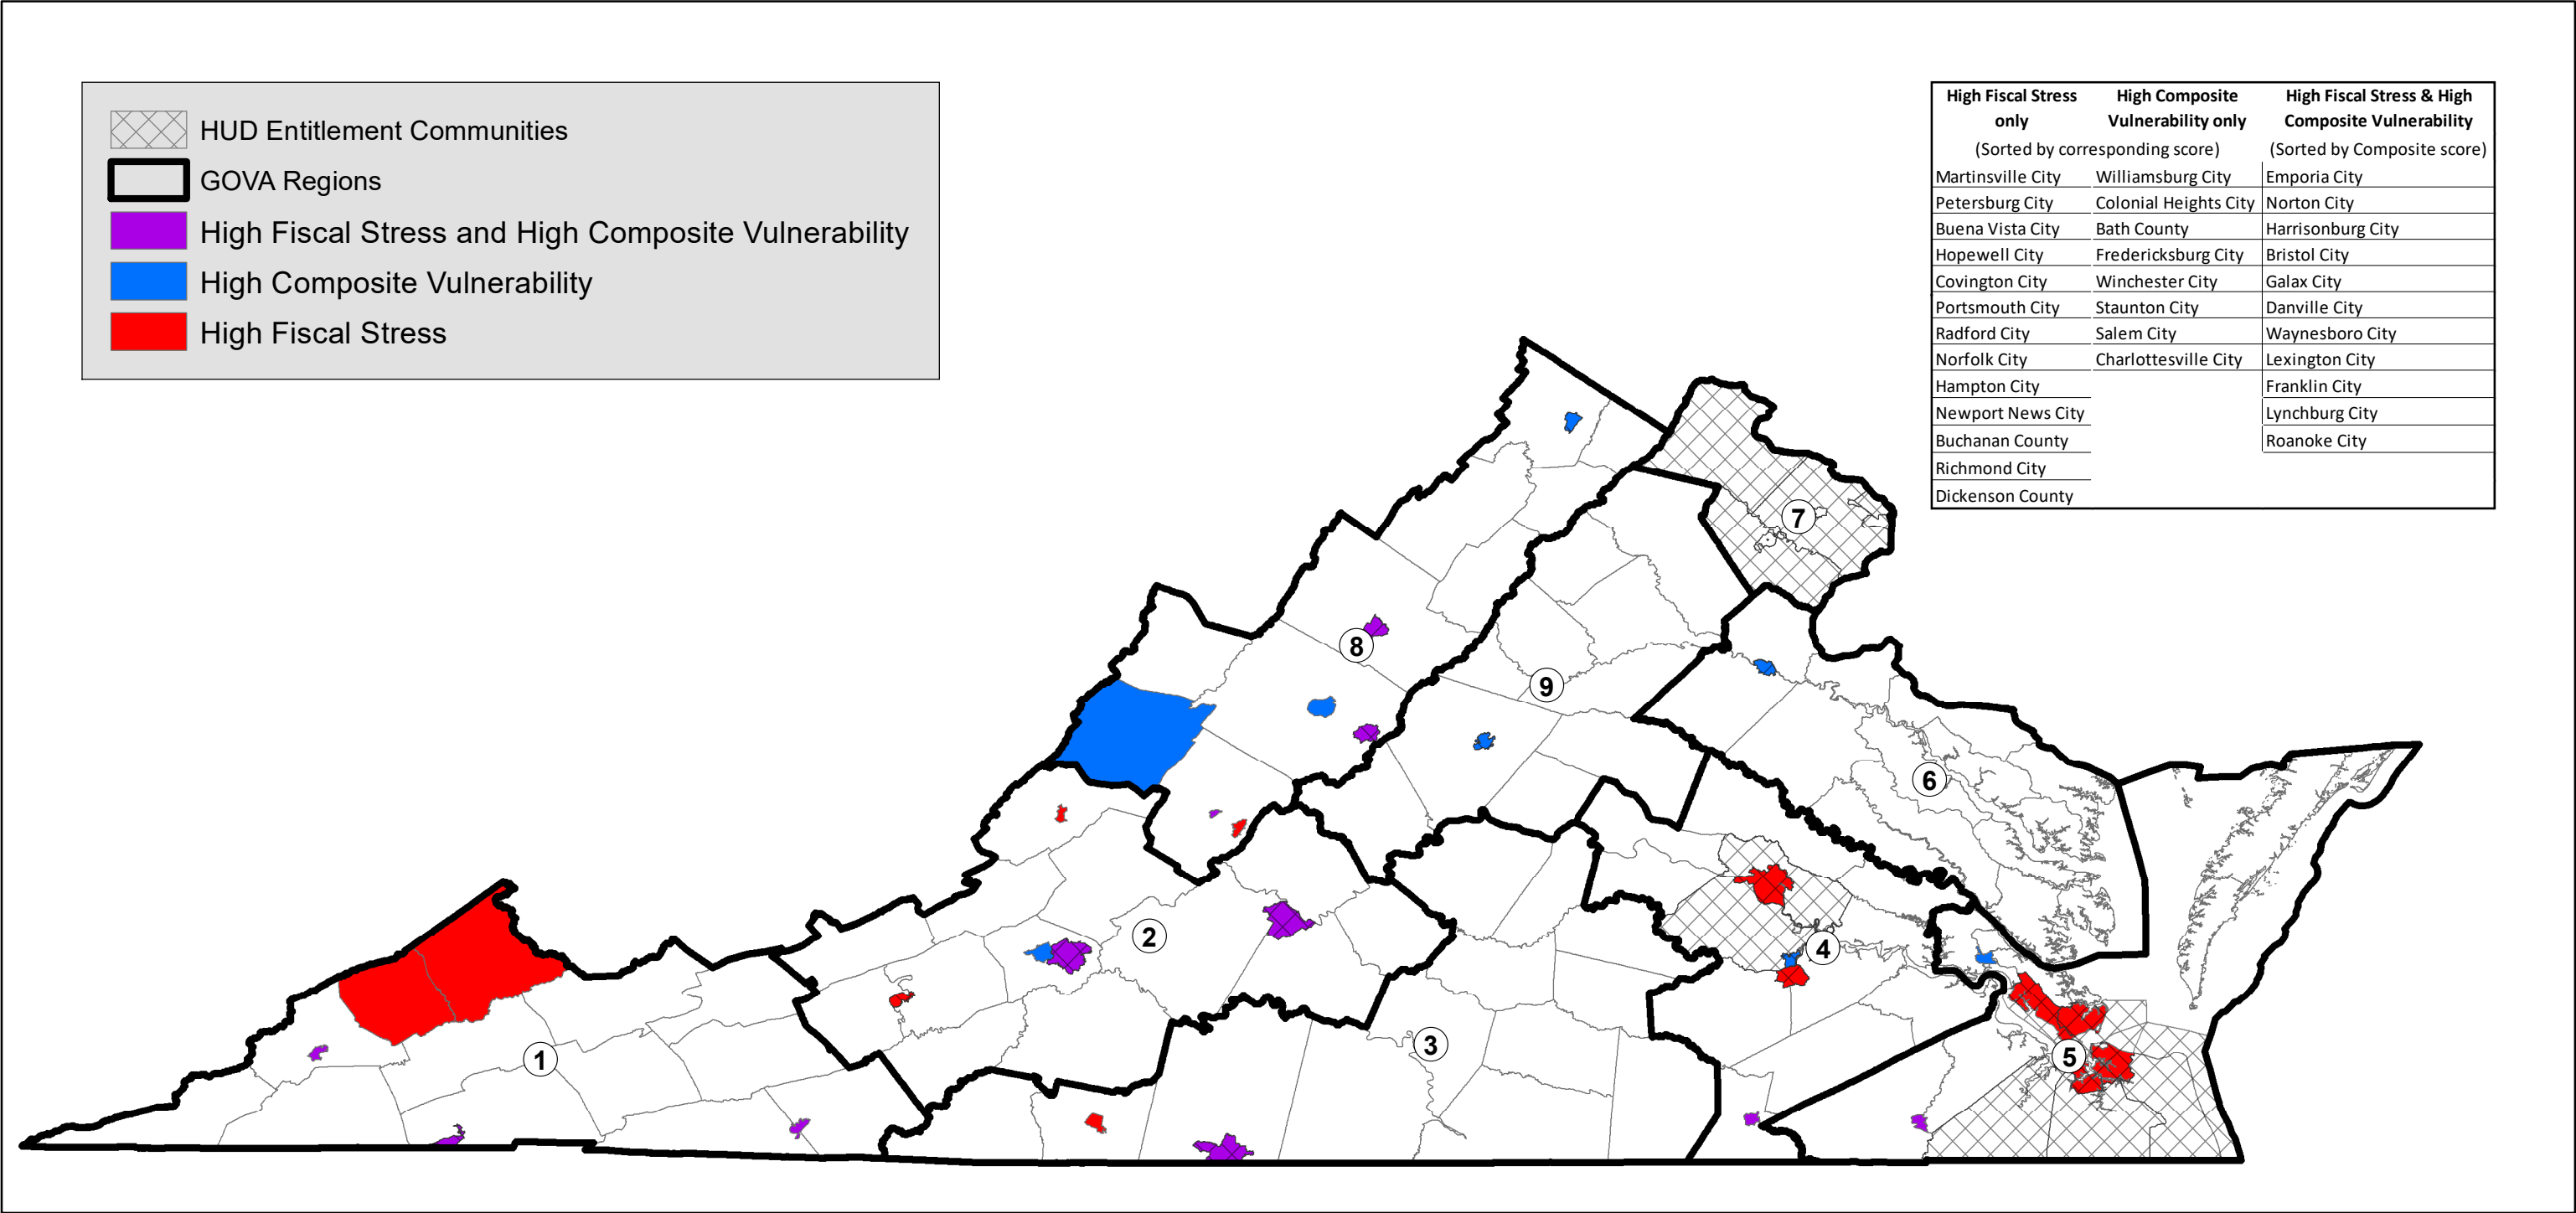 HUD Entitlement Communities
GOVA Regions
High Fiscal Stress and High Composite Vulnerability
High Composite Vulnerability
High Fiscal Stress
High Fiscal Stress only
High Composite Vulnerability only
High Fiscal Stress & High Composite Vulnerability
(Sorted by corresponding score)
(Sorted by Composite score)
Martinsville City Williamsburg City Emporia City
Petersburg City Colonial Heights City Norton City
Buena Vista City Bath County Harrisonburg City
Hopewell City Fredericksburg City Bristol City
Covington City Winchester City Galax City
Portsmouth City Staunton City Danville City
Radford City Salem City Waynesboro City
Norfolk City Charlottesville City Lexington City
Hampton City Franklin City
Newport News City Lynchburg City
Buchanan County Roanoke City
Richmond City
Dickenson County
7
8
9
6
2
4
3
5
1